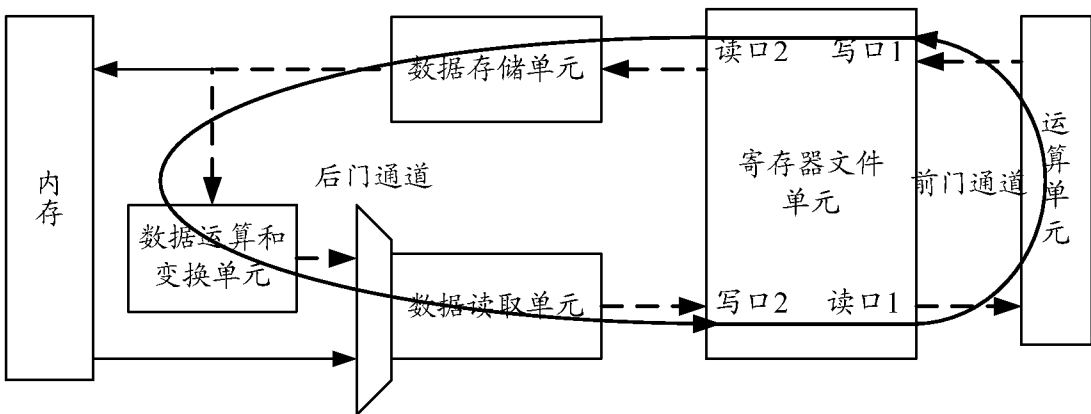 读口2 写口1
数据存储单元
内存
后门通道
寄存器文件
单元
前门通道
运算单元
数据运算和
变换单元
数据读取单元
写口2 读口1